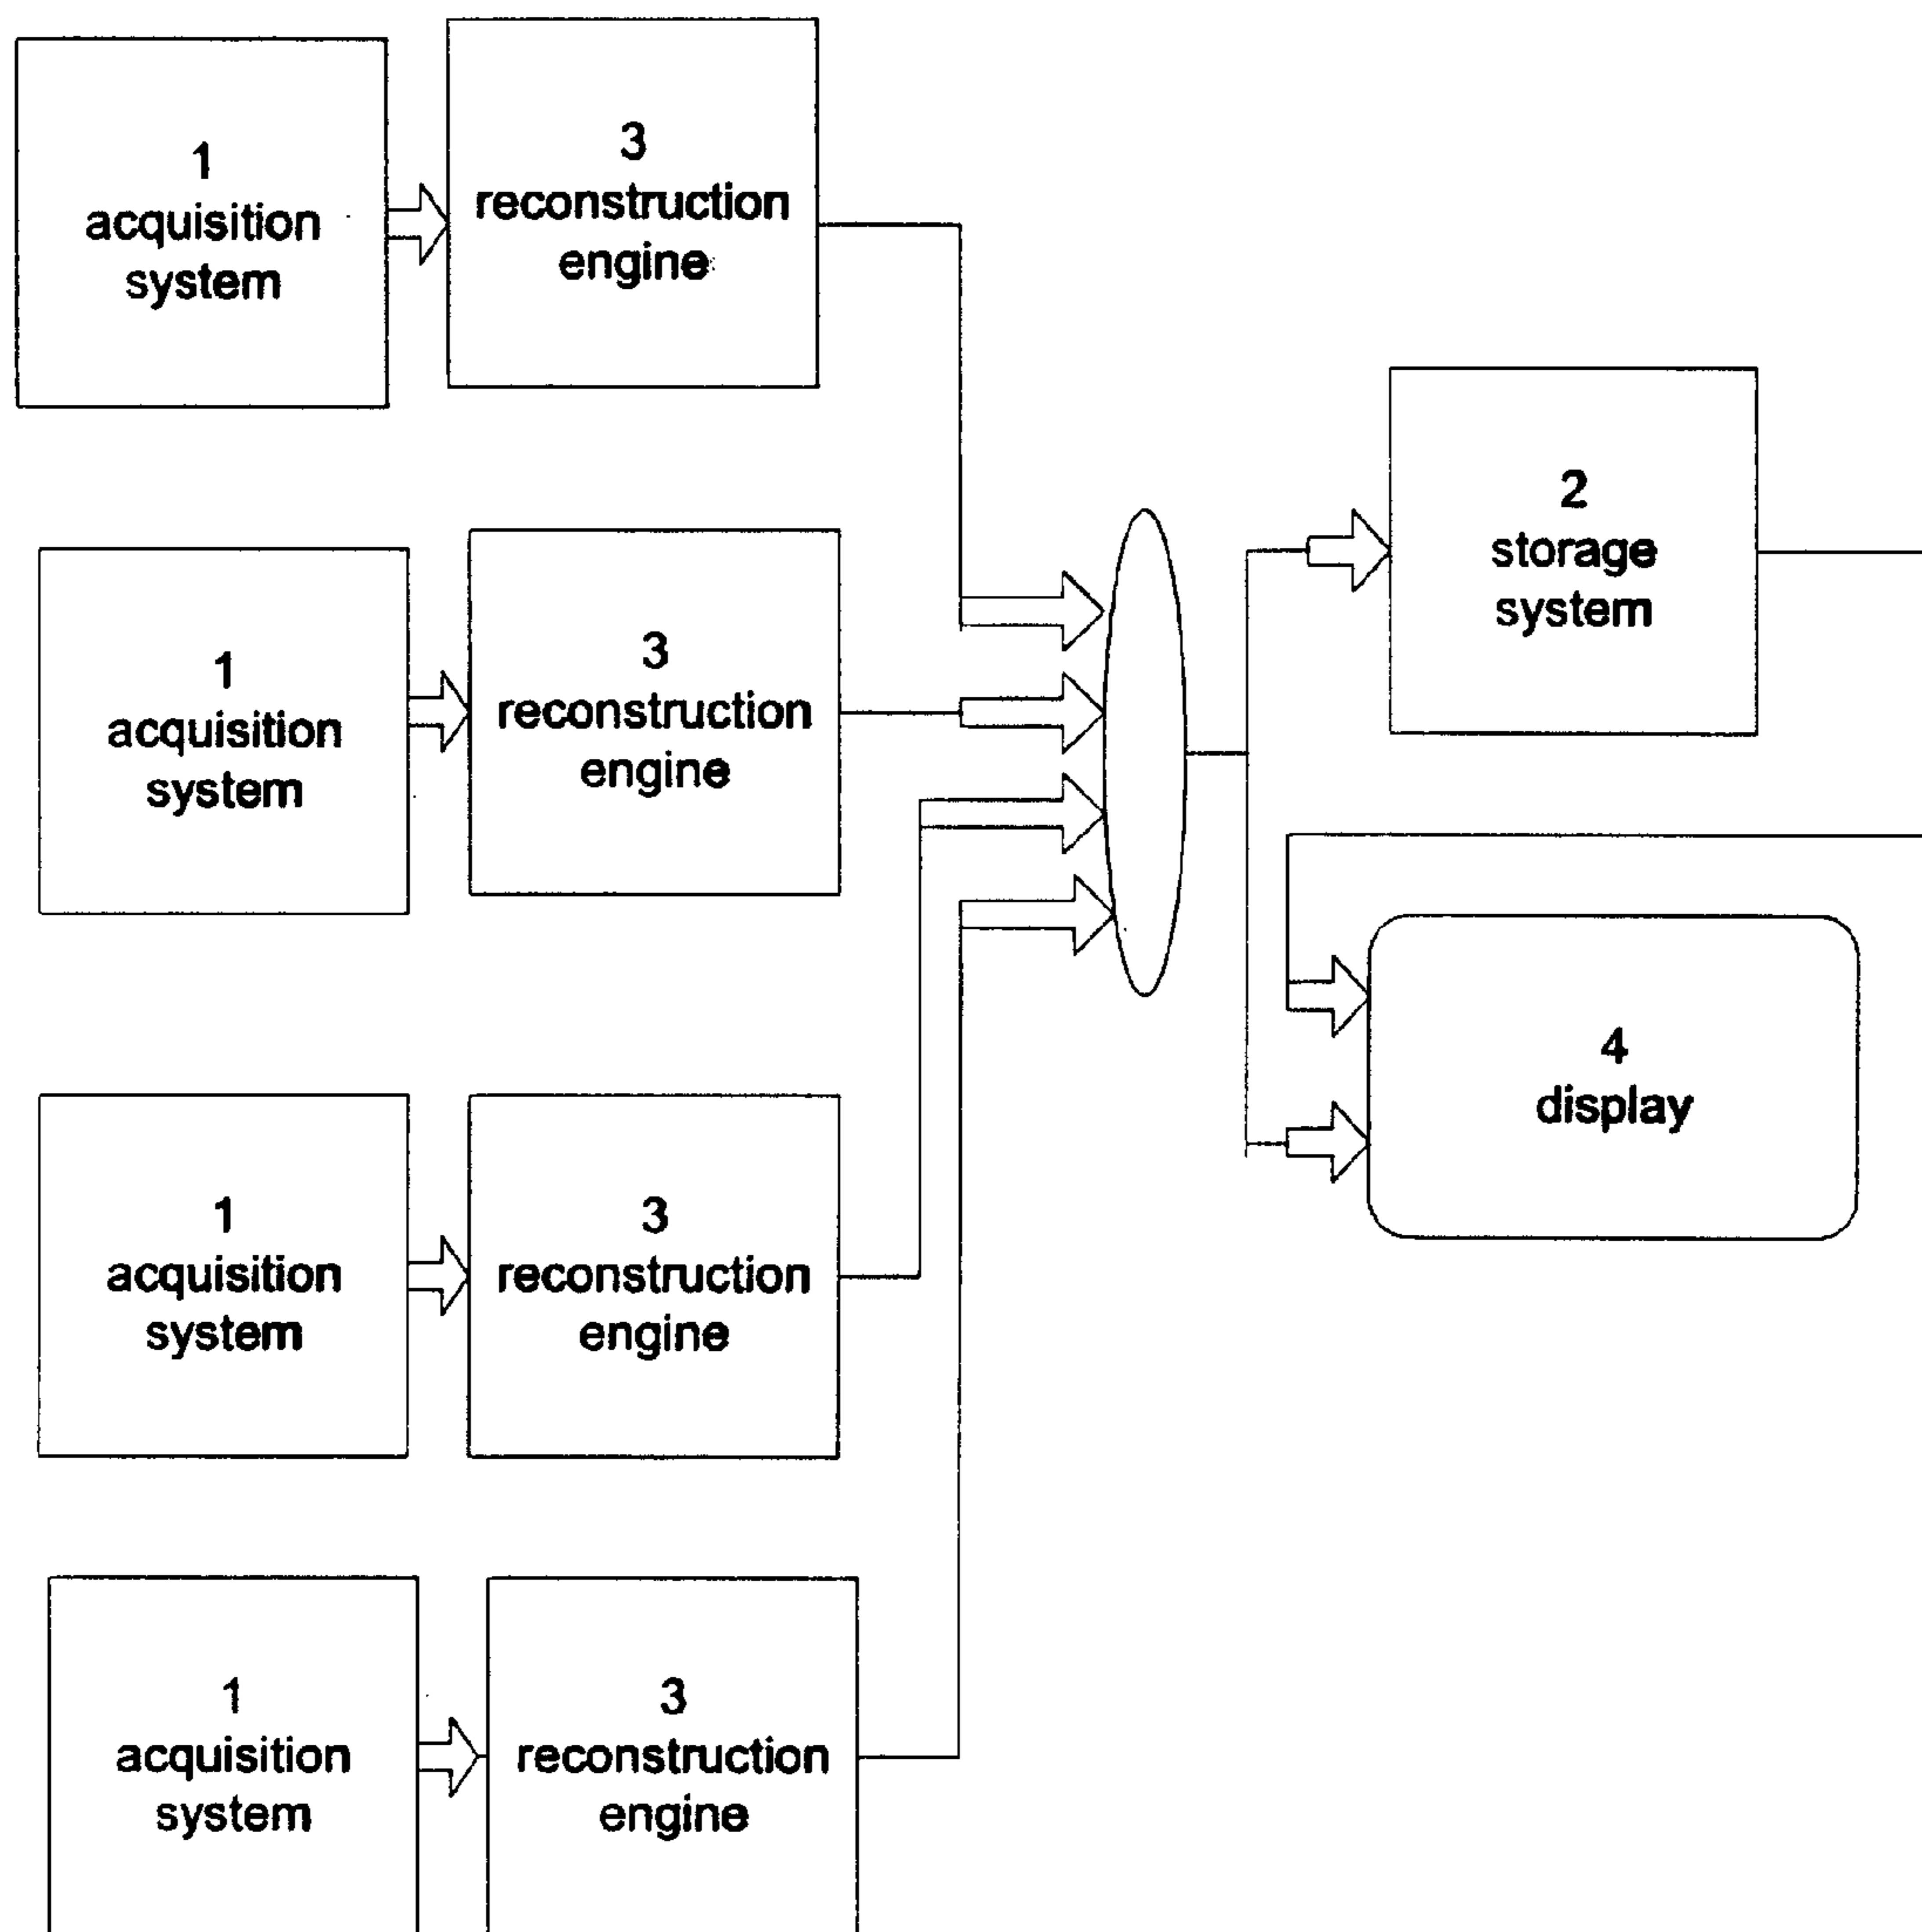 1
acquisition
system
3
reconstruction
engine
1
acquisition
system
3
reconstruction
engine
2
storage
system
1
acquisition
system
3
reconstruction
engine
4
display
1
acquisition
system
3
reconstruction
engine